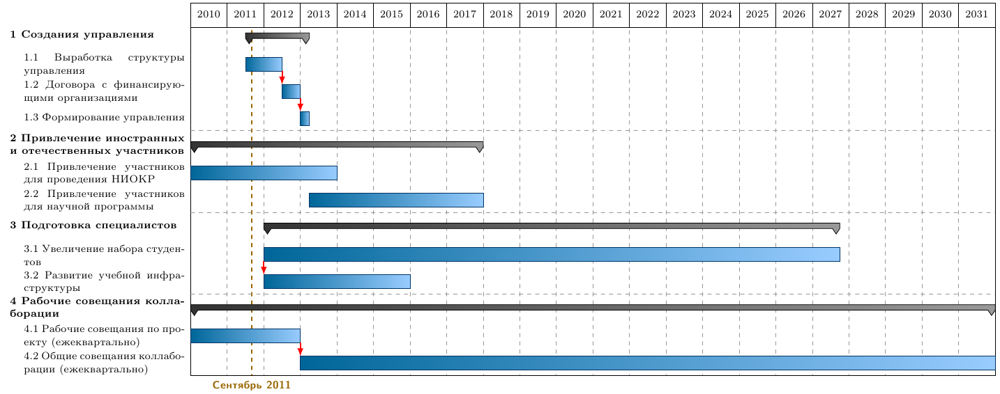 2010 2011 2012 2013 2014 2015 2016 2017 2018 2019 2020 2021 2022 2023 2024 2025 2026 2027 2028 2029 2030 2031
1 Создания управления
1.1 Выработка структуры
управления
1.2 Договора с финансирую-
щими организациями
1.3 Формирование управления
2 Привлечение иностранных
и отечественных участников
2.1 Привлечение участников
для проведения НИОКР
2.2 Привлечение участников
для научной программы
3 Подготовка специалистов
3.1 Увеличение набора студен-
тов
3.2 Развитие учебной инфра-
структуры
4 Рабочие совещания колла-
борации
4.1 Рабочие совещания по про-
екту (ежеквартально)
4.2 Общие совещания коллабо-
рации (ежеквартально)
Сентябрь 2011